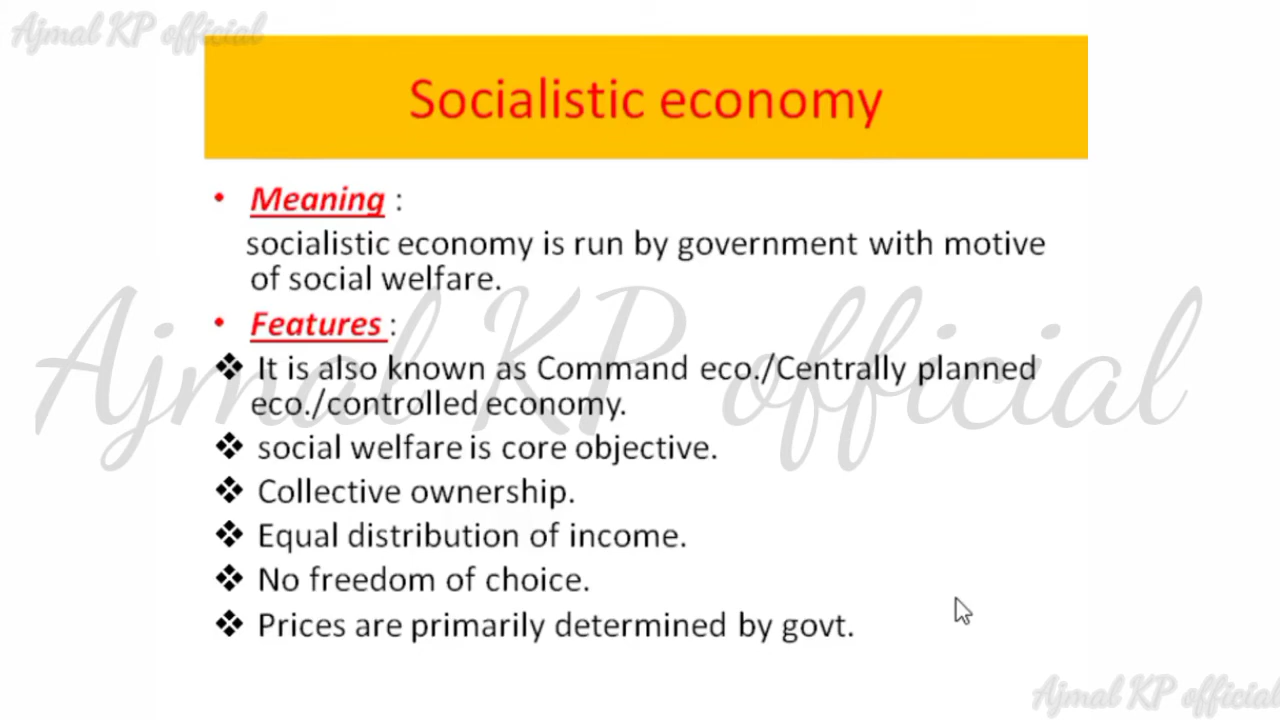 Ajmal KP official
Socialistic economy
• Meaning :
socialistic economy is run by government with motive
of social welfare.
Ajmal KP official
• Features :
❖ It is also known as Command eco./Centrally planned
eco./controlled economy.
❖ social welfare is core objective.
❖ Collective ownership.
❖ Equal distribution of income.
❖ No freedom of choice.
❖ Prices are primarily determined by govt.
Ajmal KP official